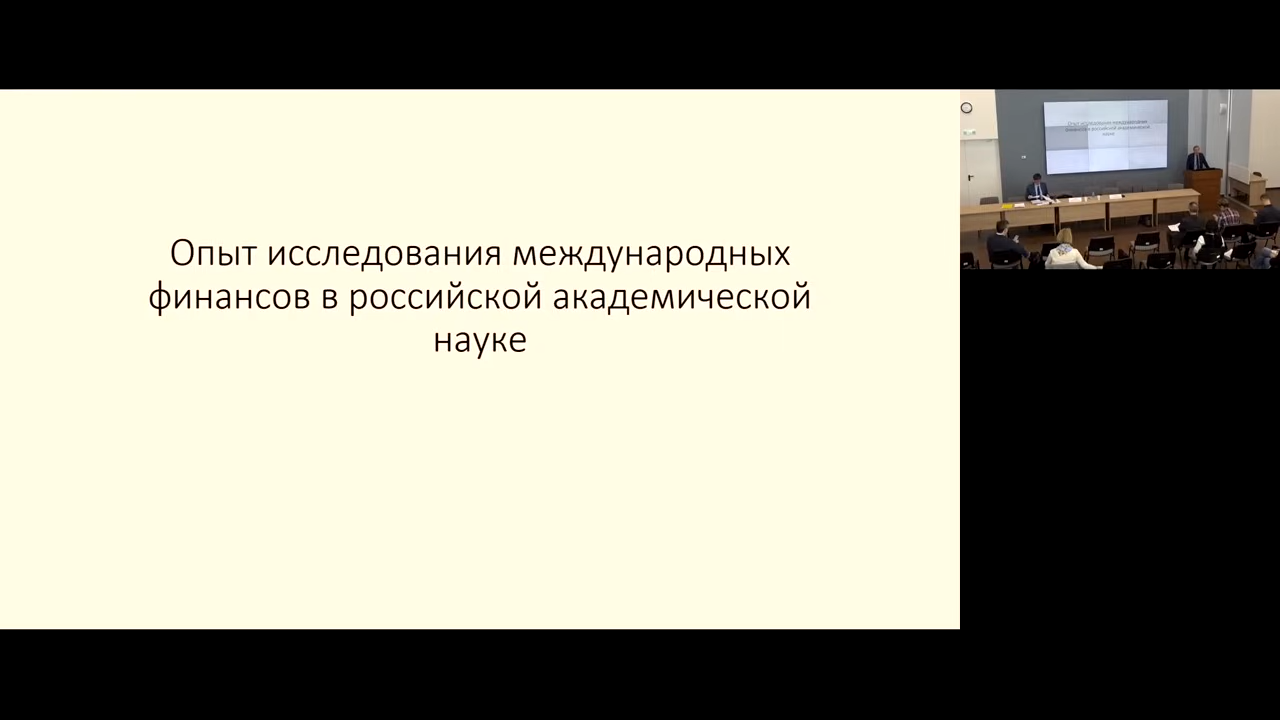 Опыт исследования международных
финансов в российской академической
науке